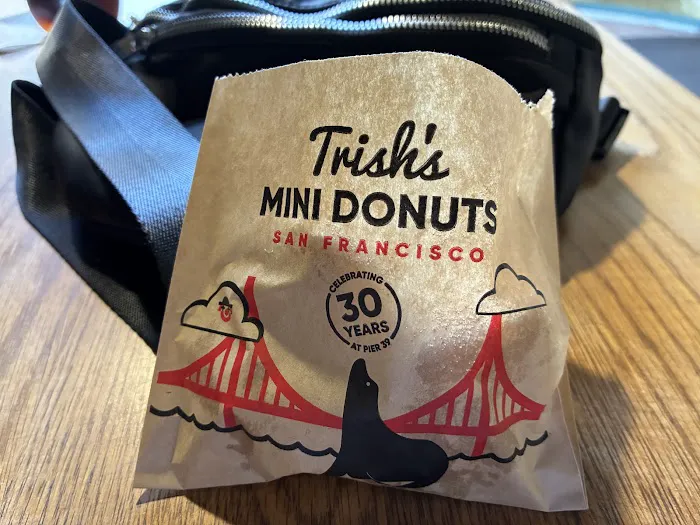 Trish's
MINI DONUTS
SAN FRANCISCO
CELEBRATING
30
YEARS
AT PIER 39